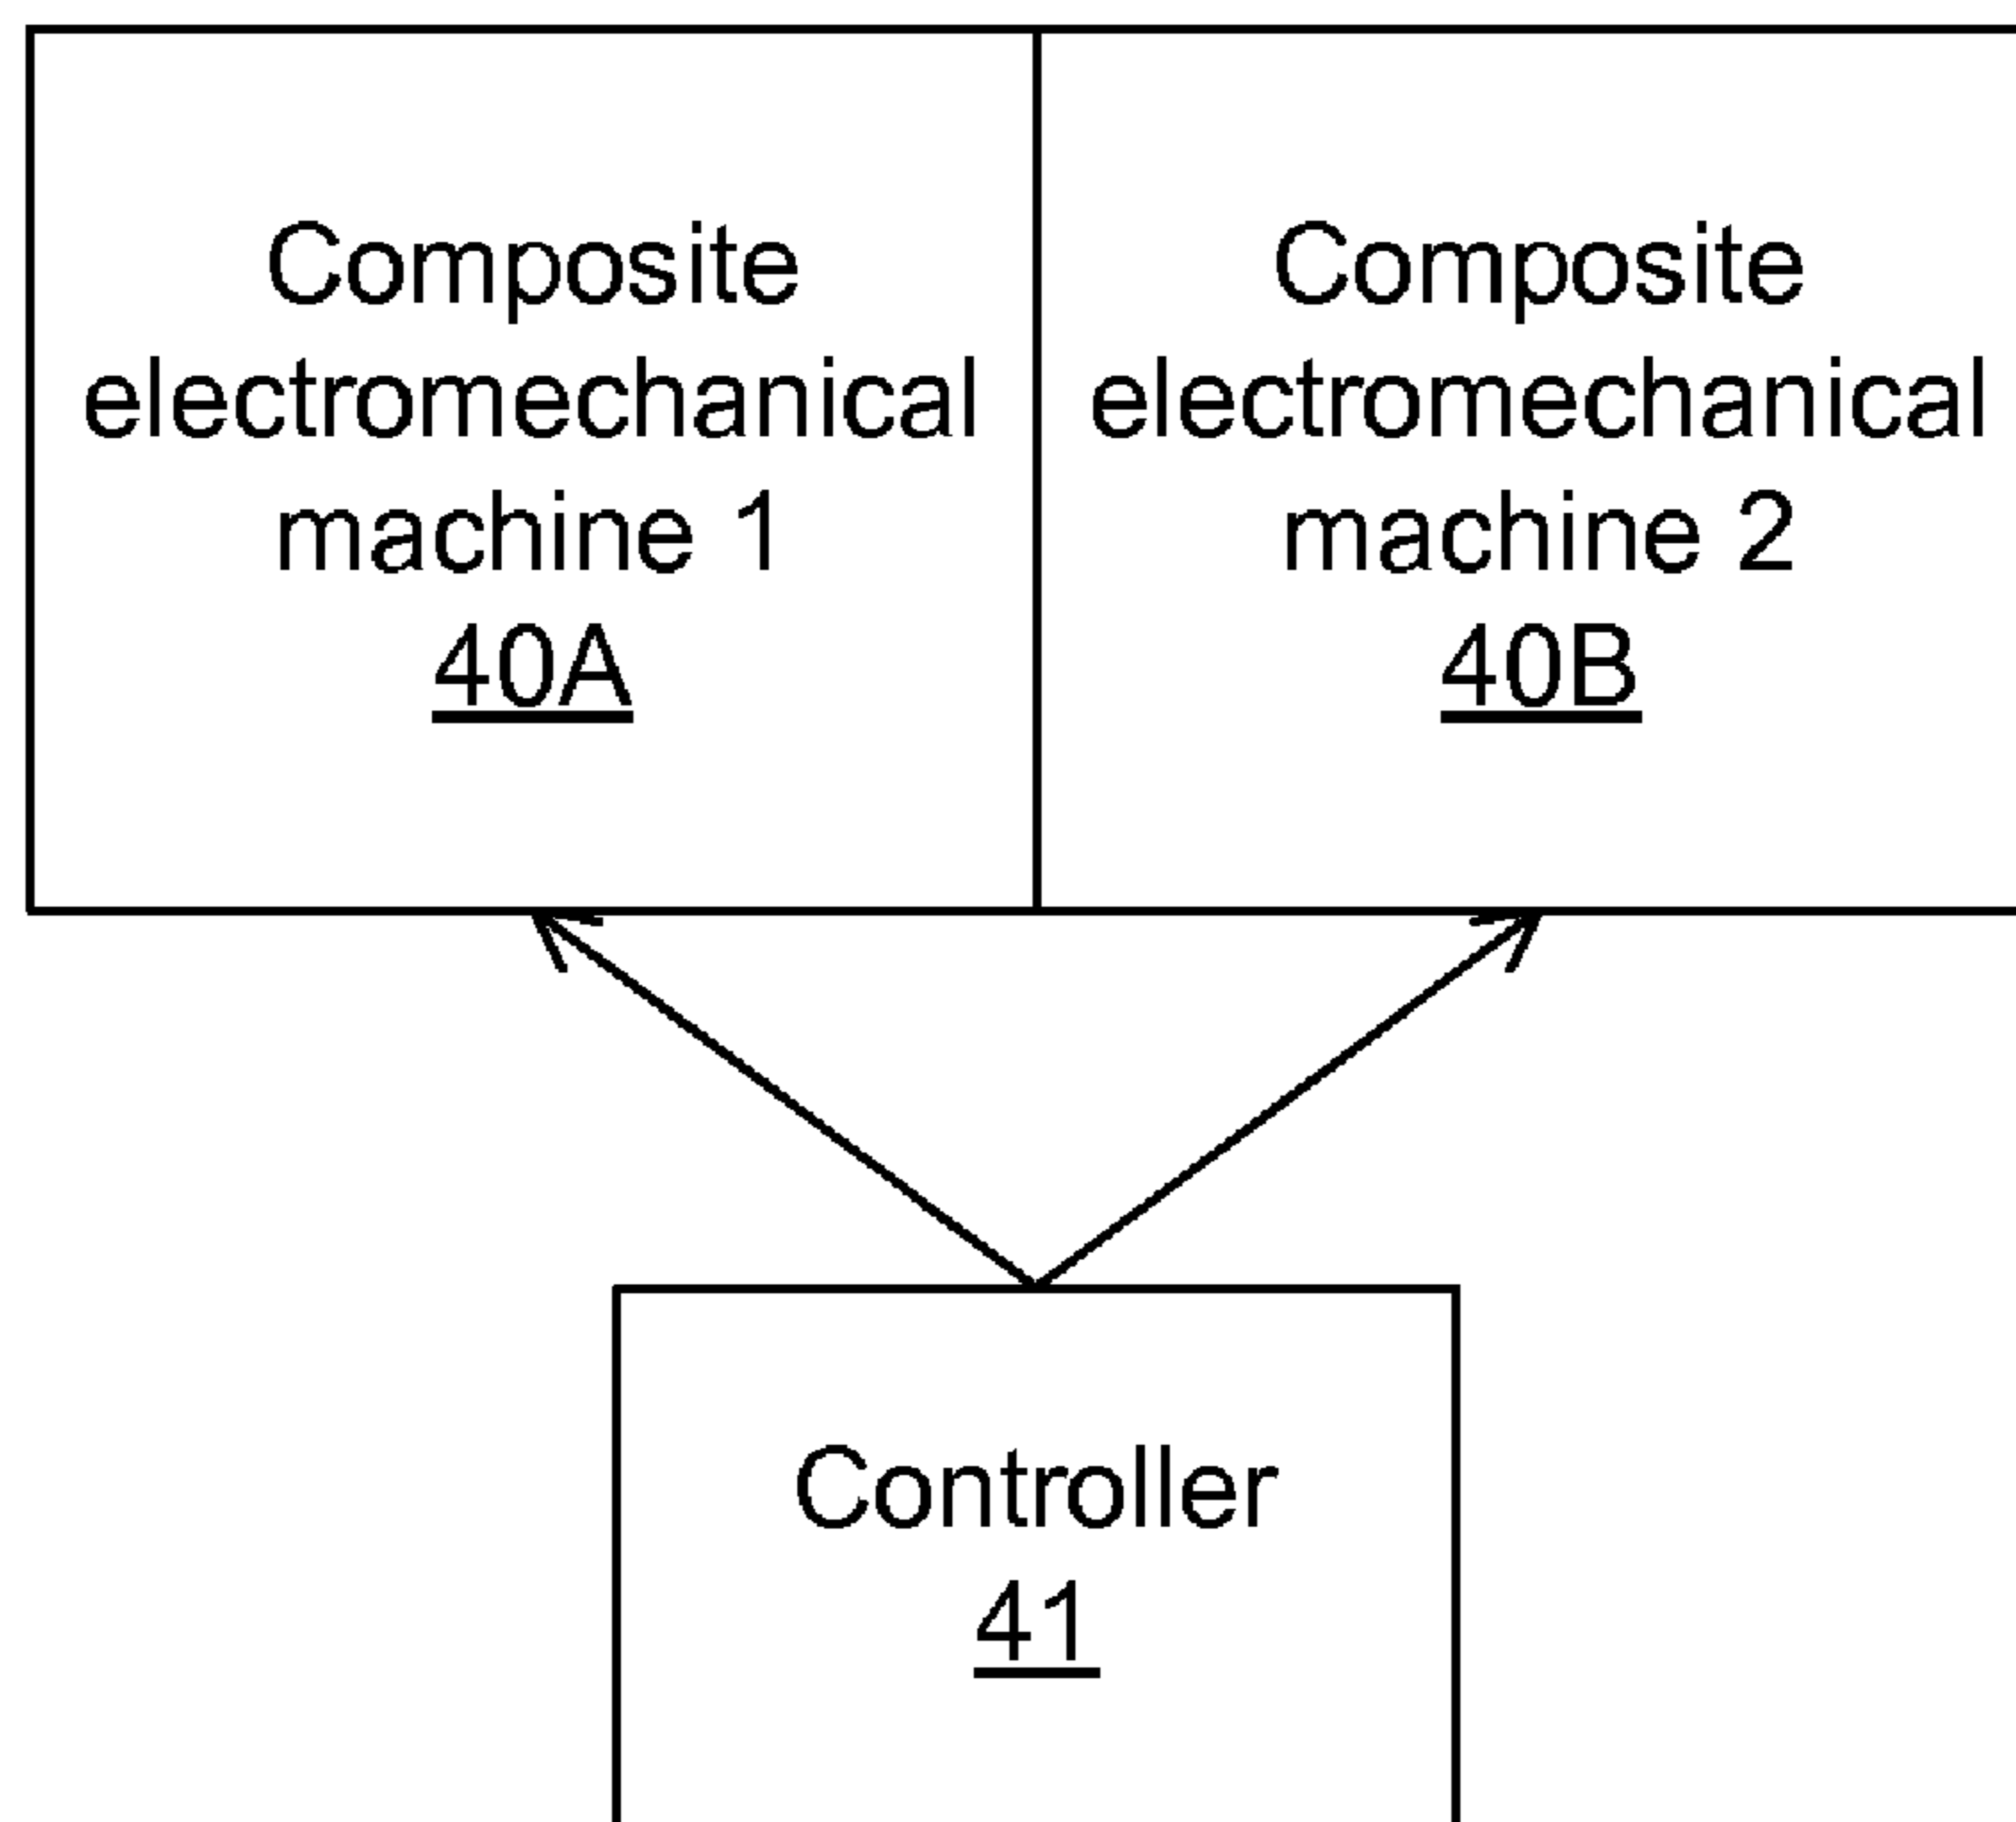 Composite
electromechanical
machine 1
40A
Composite
electromechanical
machine 2
40B
Controller
41